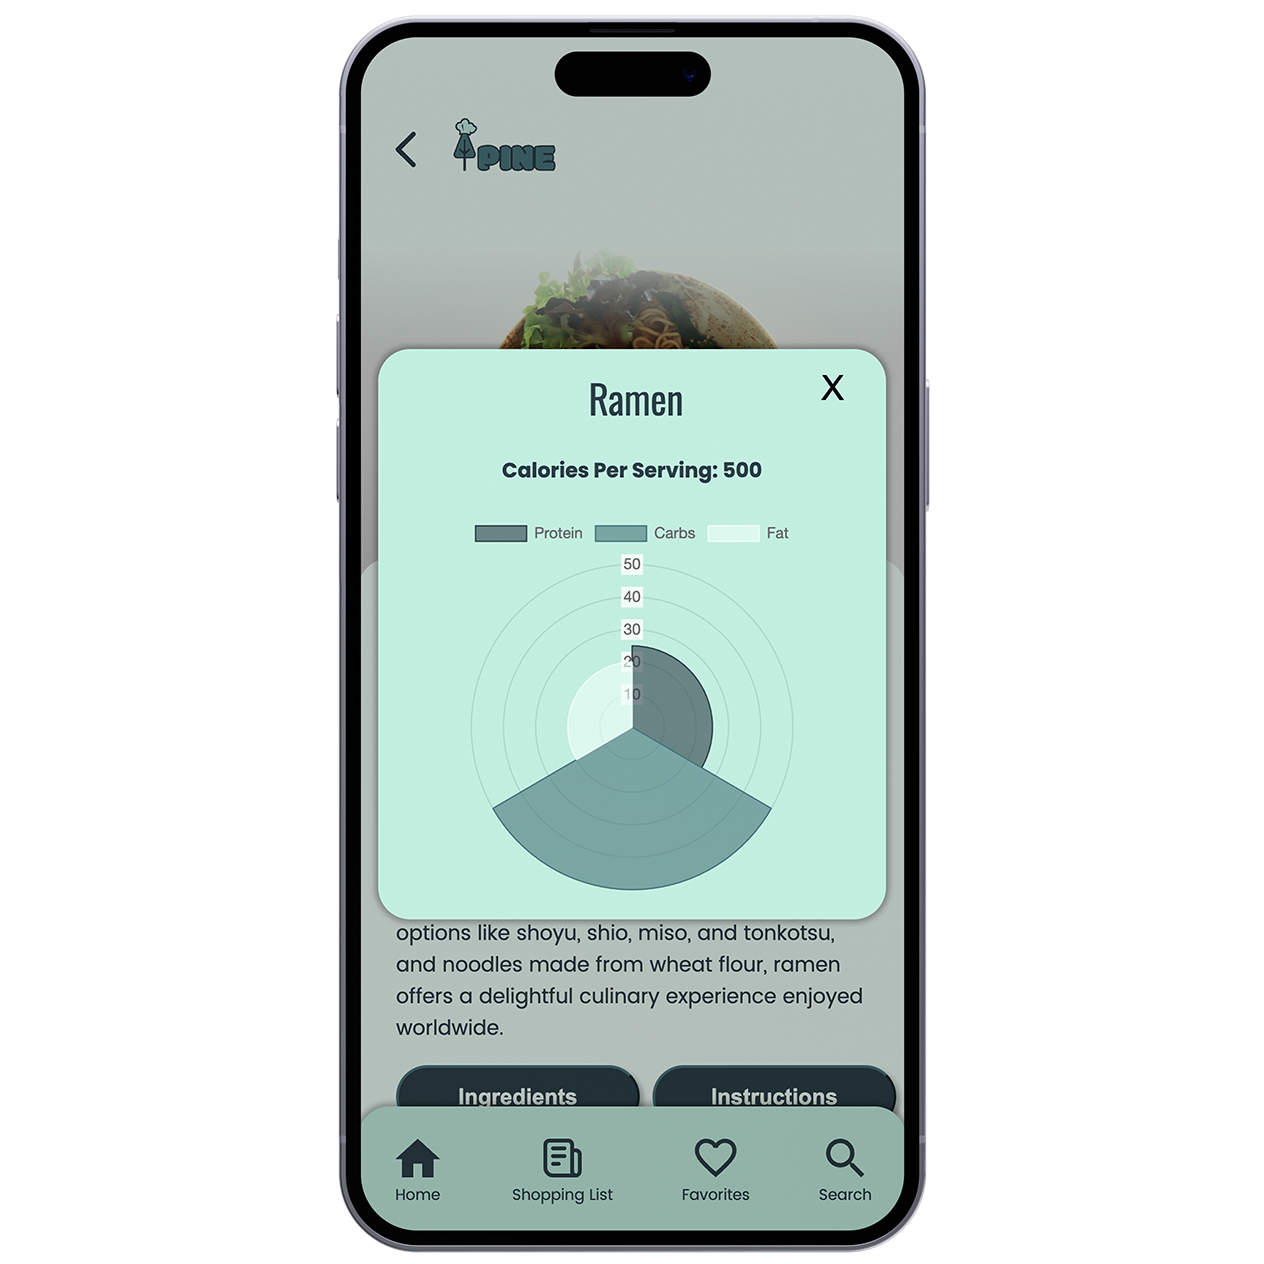 PINE
Ramen
X
Calories Per Serving: 500
Protein Carbs Fat
50
40
30
20
10
options like shoyu, shio, miso, and tonkotsu,
and noodles made from wheat flour, ramen
offers a delightful culinary experience enjoyed
worldwide.
Ingredients Instructions
Home Shopping List Favorites Search